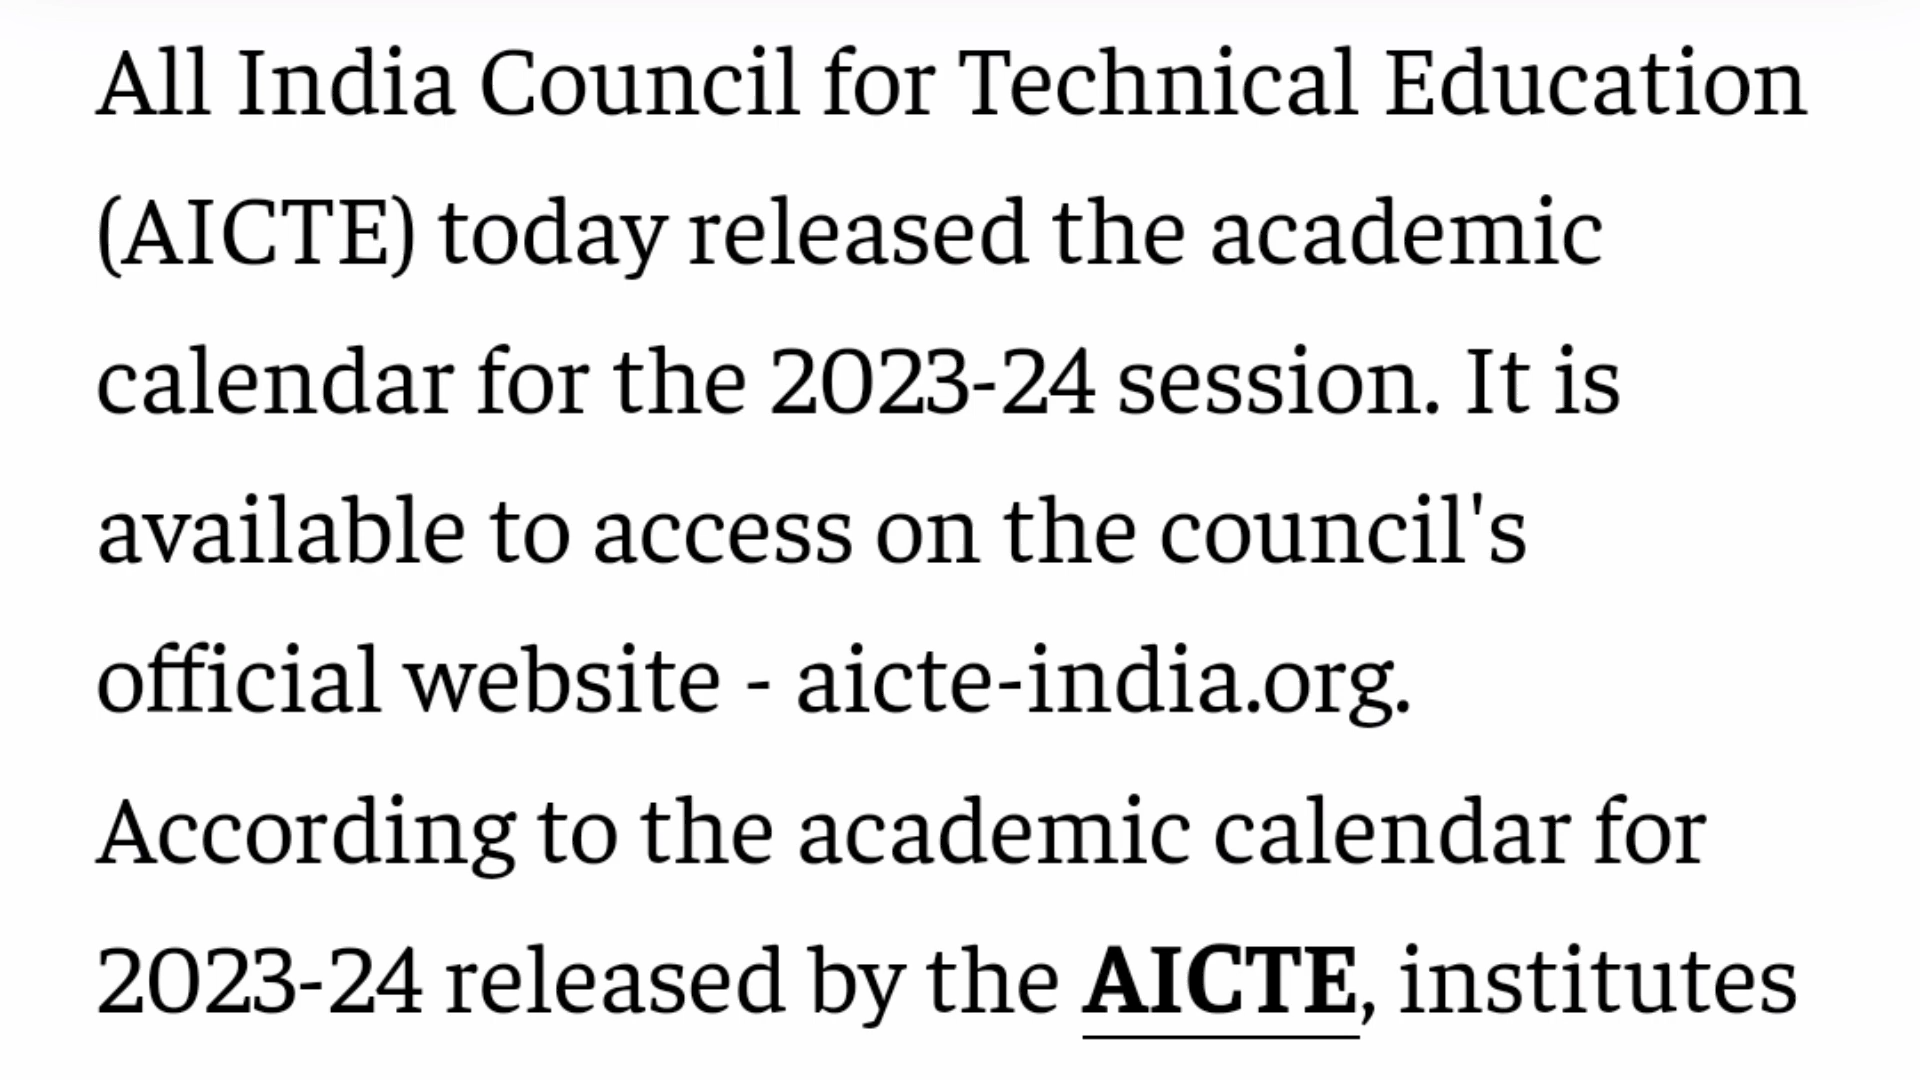 All India Council for Technical Education
(AICTE) today released the academic
calendar for the 2023-24 session. It is
available to access on the council's
official website - aicte-india.org.
According to the academic calendar for
2023-24 released by the AICTE, institutes